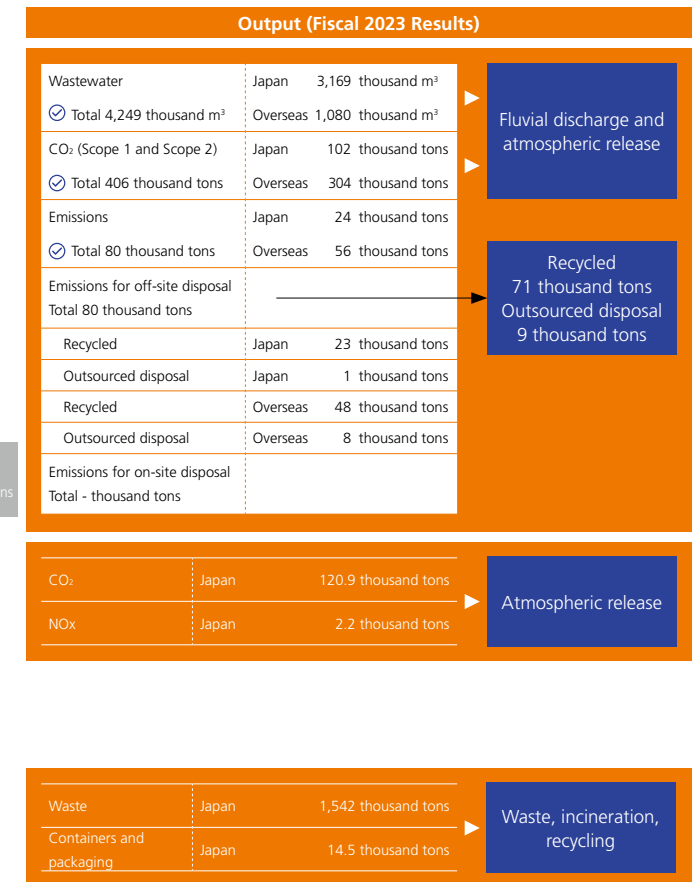 Output (Fiscal 2023 Results)
Wastewater Japan 3,169 thousand m³
Total 4,249 thousand m³ Overseas 1,080 thousand m³
CO₂ (Scope 1 and Scope 2) Japan 102 thousand tons
Total 406 thousand tons Overseas 304 thousand tons
Fluvial discharge and
atmospheric release
Emissions Japan 24 thousand tons
Total 80 thousand tons Overseas 56 thousand tons
Emissions for off-site disposal
Total 80 thousand tons
Recycled
71 thousand tons
Outsourced disposal
9 thousand tons
Recycled Japan 23 thousand tons
Outsourced disposal Japan 1 thousand tons
Recycled Overseas 48 thousand tons
Outsourced disposal Overseas 8 thousand tons
Emissions for on-site disposal
Total - thousand tons
ns
CO₂ Japan 120.9 thousand tons
NOx Japan 2.2 thousand tons
Atmospheric release
Waste Japan 1,542 thousand tons
Containers and
packaging Japan 14.5 thousand tons
Waste, incineration,
recycling